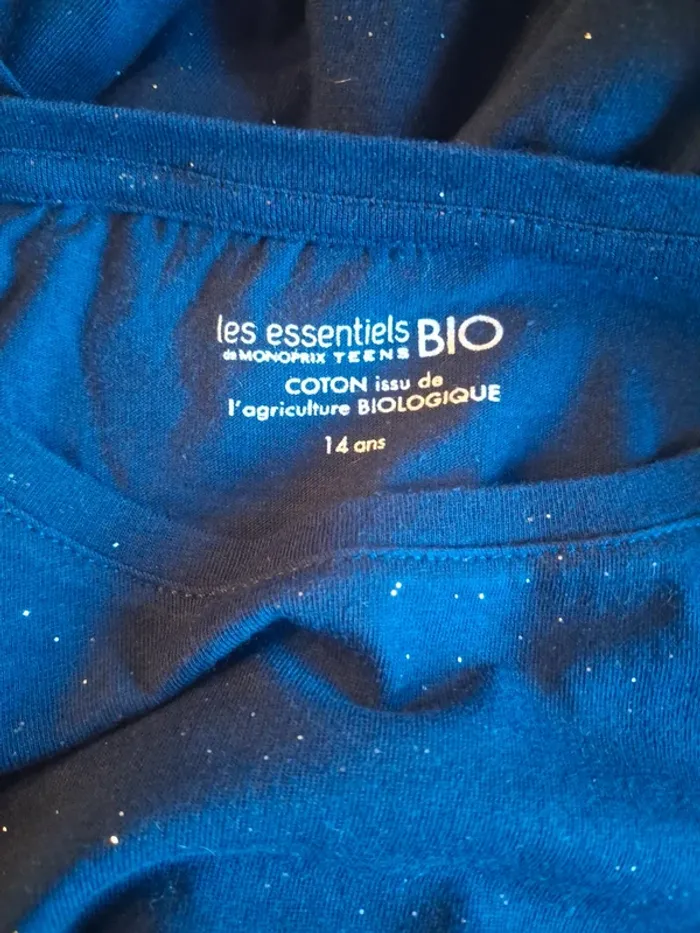 les essentiels BIO
de MONOPRIX TEENS
COTON issu de
l'agriculture BIOLOGIQUE
14 ans